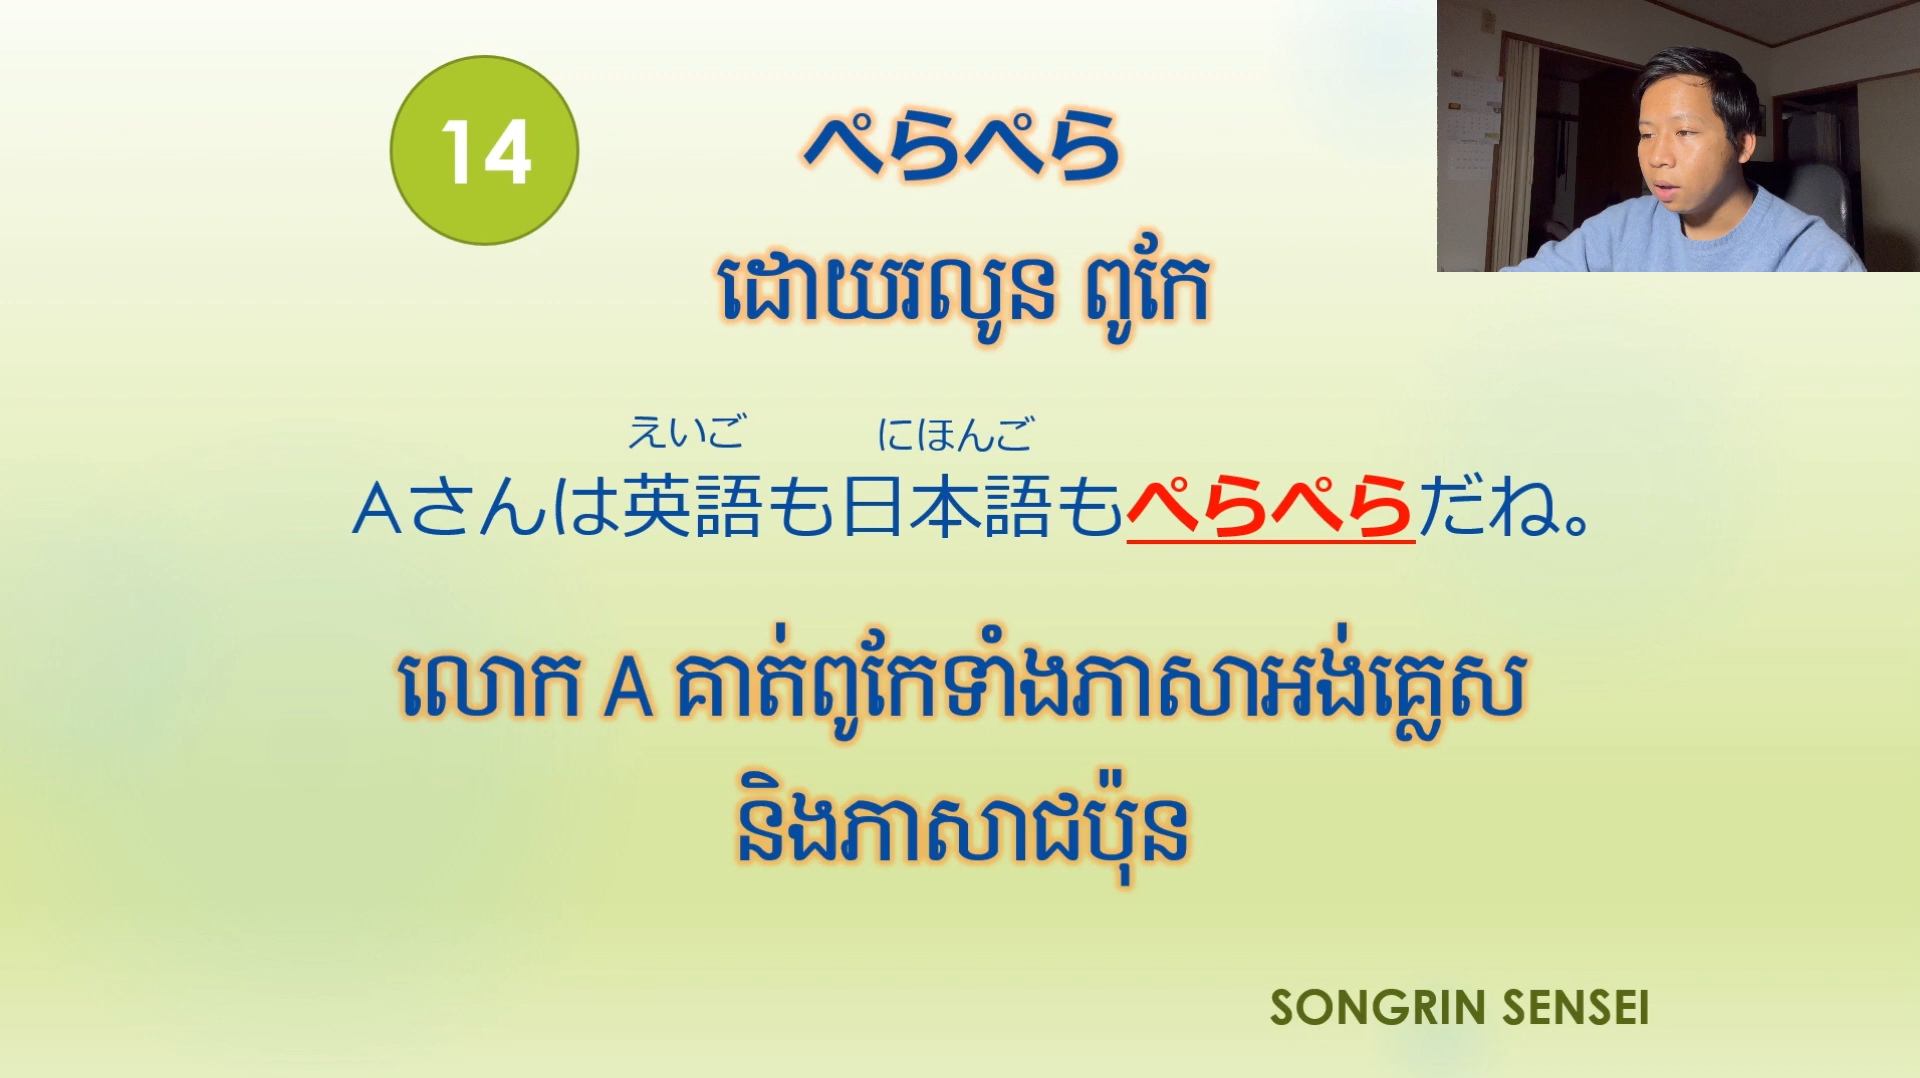 14
ぺらぺら
ដោយរលូន ពូកែ
えいご にほんご
Aさんは英語も日本語もぺらぺらだね。
លោក A គាត់ពូកែទាំងភាសាអង់គ្លេស
និងភាសាជប៉ុន
SONGRIN SENSEI